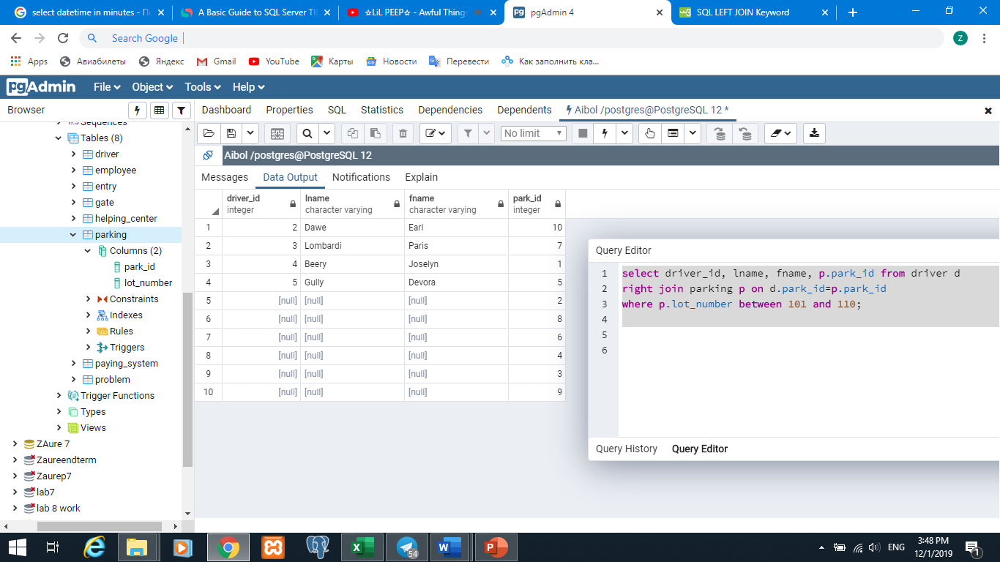 select datetime in minutes - По
A Basic Guide to SQL Server TI
☆LiL PEEP☆ - Awful Things
pgAdmin 4
SQL LEFT JOIN Keyword
Search Google
Z
Apps
Авиабилеты
Яндекс
Gmail
YouTube
Карты
Новости
Перевести
Как заполнить кла...
pgAdmin File Object Tools Help
Browser
Dashboard Properties SQL Statistics Dependencies Dependents Aibol /postgres@PostgreSQL 12 *
Sequences
Tables (8)
driver
employee
entry
gate
helping_center
parking
Columns (2)
park_id
lot_number
Constraints
Indexes
Rules
Triggers
paying_system
problem
Trigger Functions
Types
Views
ZAure 7
Zaureendterm
Zaurep7
lab7
lab 8 work
No limit
Aibol /postgres@PostgreSQL 12
Messages Data Output Notifications Explain
driver_id lname fname park_id
integer character varying character varying integer
1 2 Dawe Earl 10
2 3 Lombardi Paris 7
3 4 Beery Joselyn 1
4 5 Gully Devora 5
5 [null] [null] [null] 2
6 [null] [null] [null] 8
7 [null] [null] [null] 6
8 [null] [null] [null] 4
9 [null] [null] [null] 3
10 [null] [null] [null] 9
Query Editor
1 select driver_id, lname, fname, p.park_id from driver d
2 right join parking p on d.park_id=p.park_id
3 where p.lot_number between 101 and 110;
4
5
6
Query History Query Editor
54
ENG
3:48 PM
12/1/2019
1